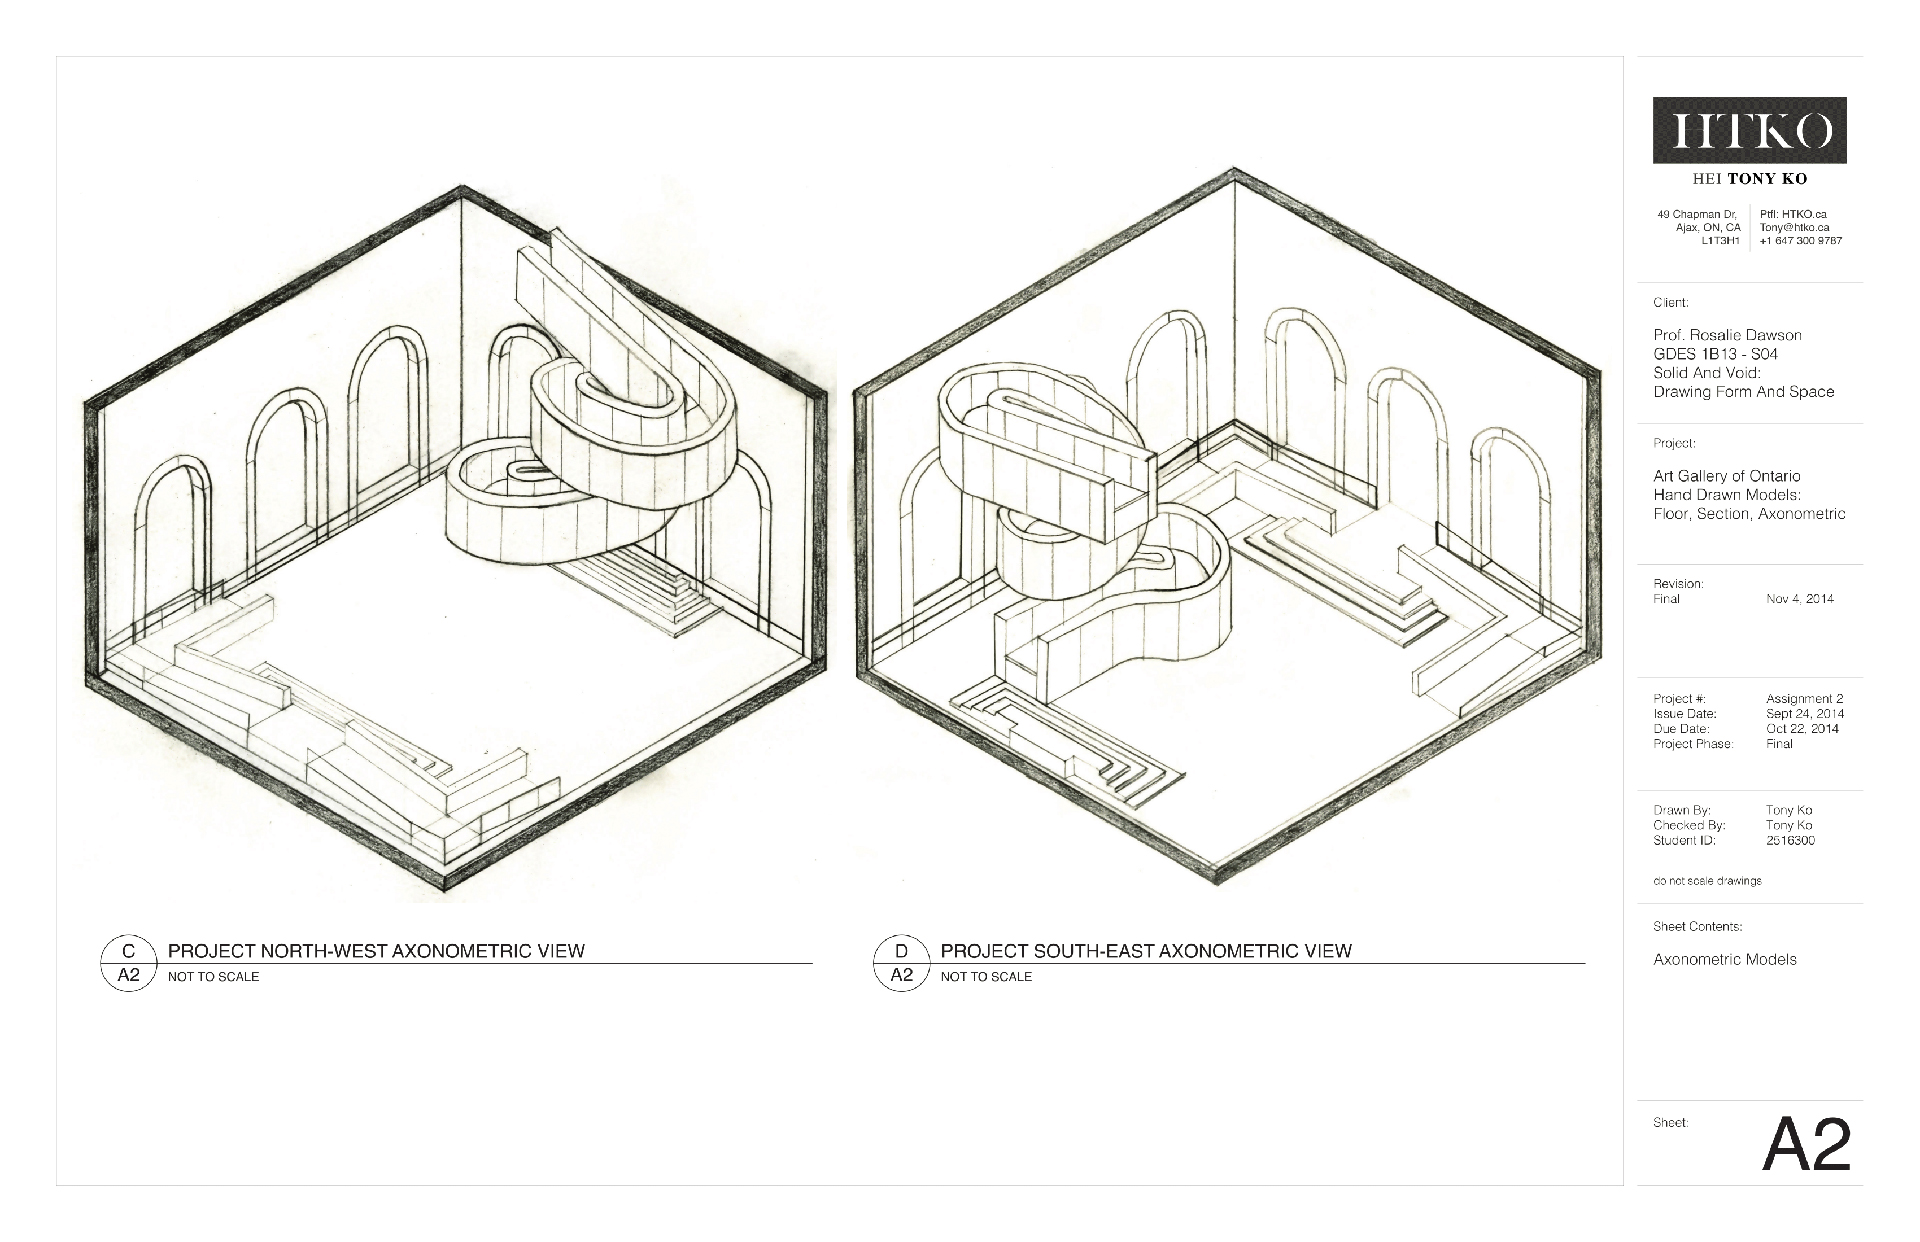 HTKO
HEI TONY KO
49 Chapman Dr,
Ajax, ON, CA
L1T3H1
Ptfl: HTKO.ca
Tony@htko.ca
+1 647 300 9787
Client:
Prof. Rosalie Dawson
GDES 1B13 - S04
Solid And Void:
Drawing Form And Space
Project:
Art Gallery of Ontario
Hand Drawn Models:
Floor, Section, Axonometric
Revision:
Final Nov 4, 2014
Project #: Assignment 2
Issue Date: Sept 24, 2014
Due Date: Oct 22, 2014
Project Phase: Final
Drawn By: Tony Ko
Checked By: Tony Ko
Student ID: 2516300
do not scale drawings
Sheet Contents:
Axonometric Models
Sheet:
A2
C
A2
PROJECT NORTH-WEST AXONOMETRIC VIEW
NOT TO SCALE
D
A2
PROJECT SOUTH-EAST AXONOMETRIC VIEW
NOT TO SCALE